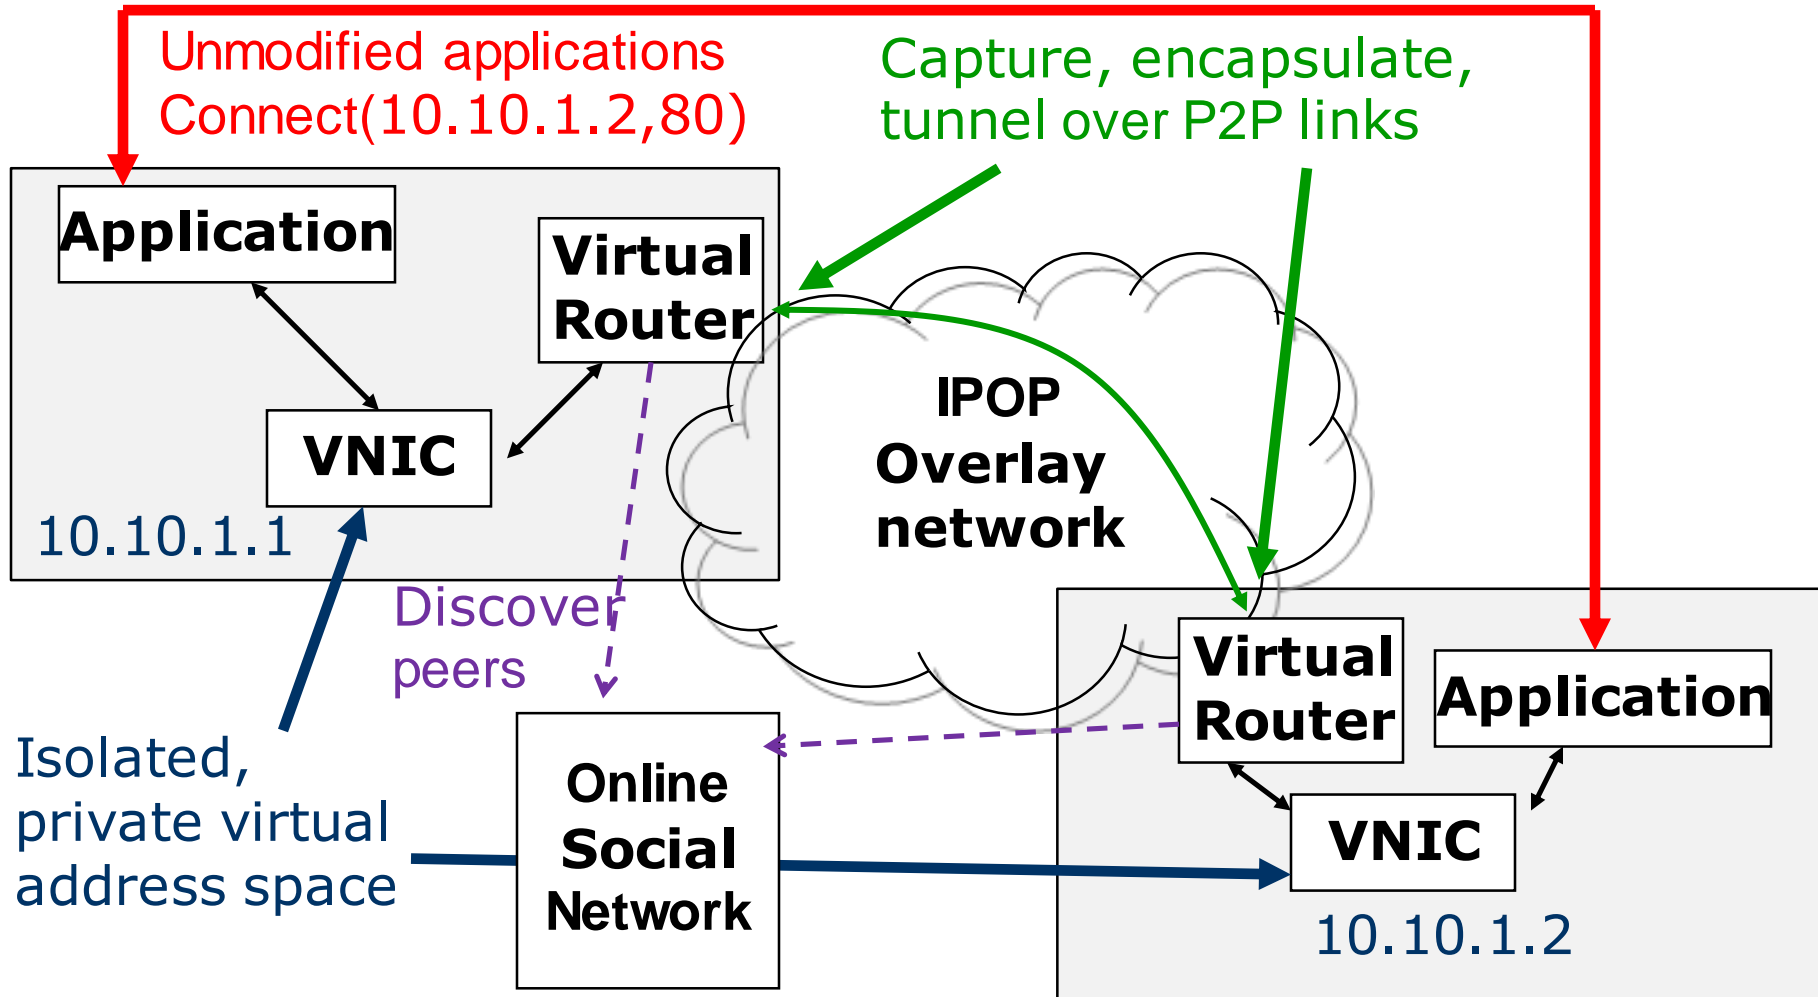 Unmodified applications
Connect(10.10.1.2,80)
Capture, encapsulate,
tunnel over P2P links
Application
Virtual
Router
VNIC
10.10.1.1
IPOP
Overlay
network
Discover
peers
Isolated,
private virtual
address space
Online
Social
Network
Virtual
Router
Application
VNIC
10.10.1.2